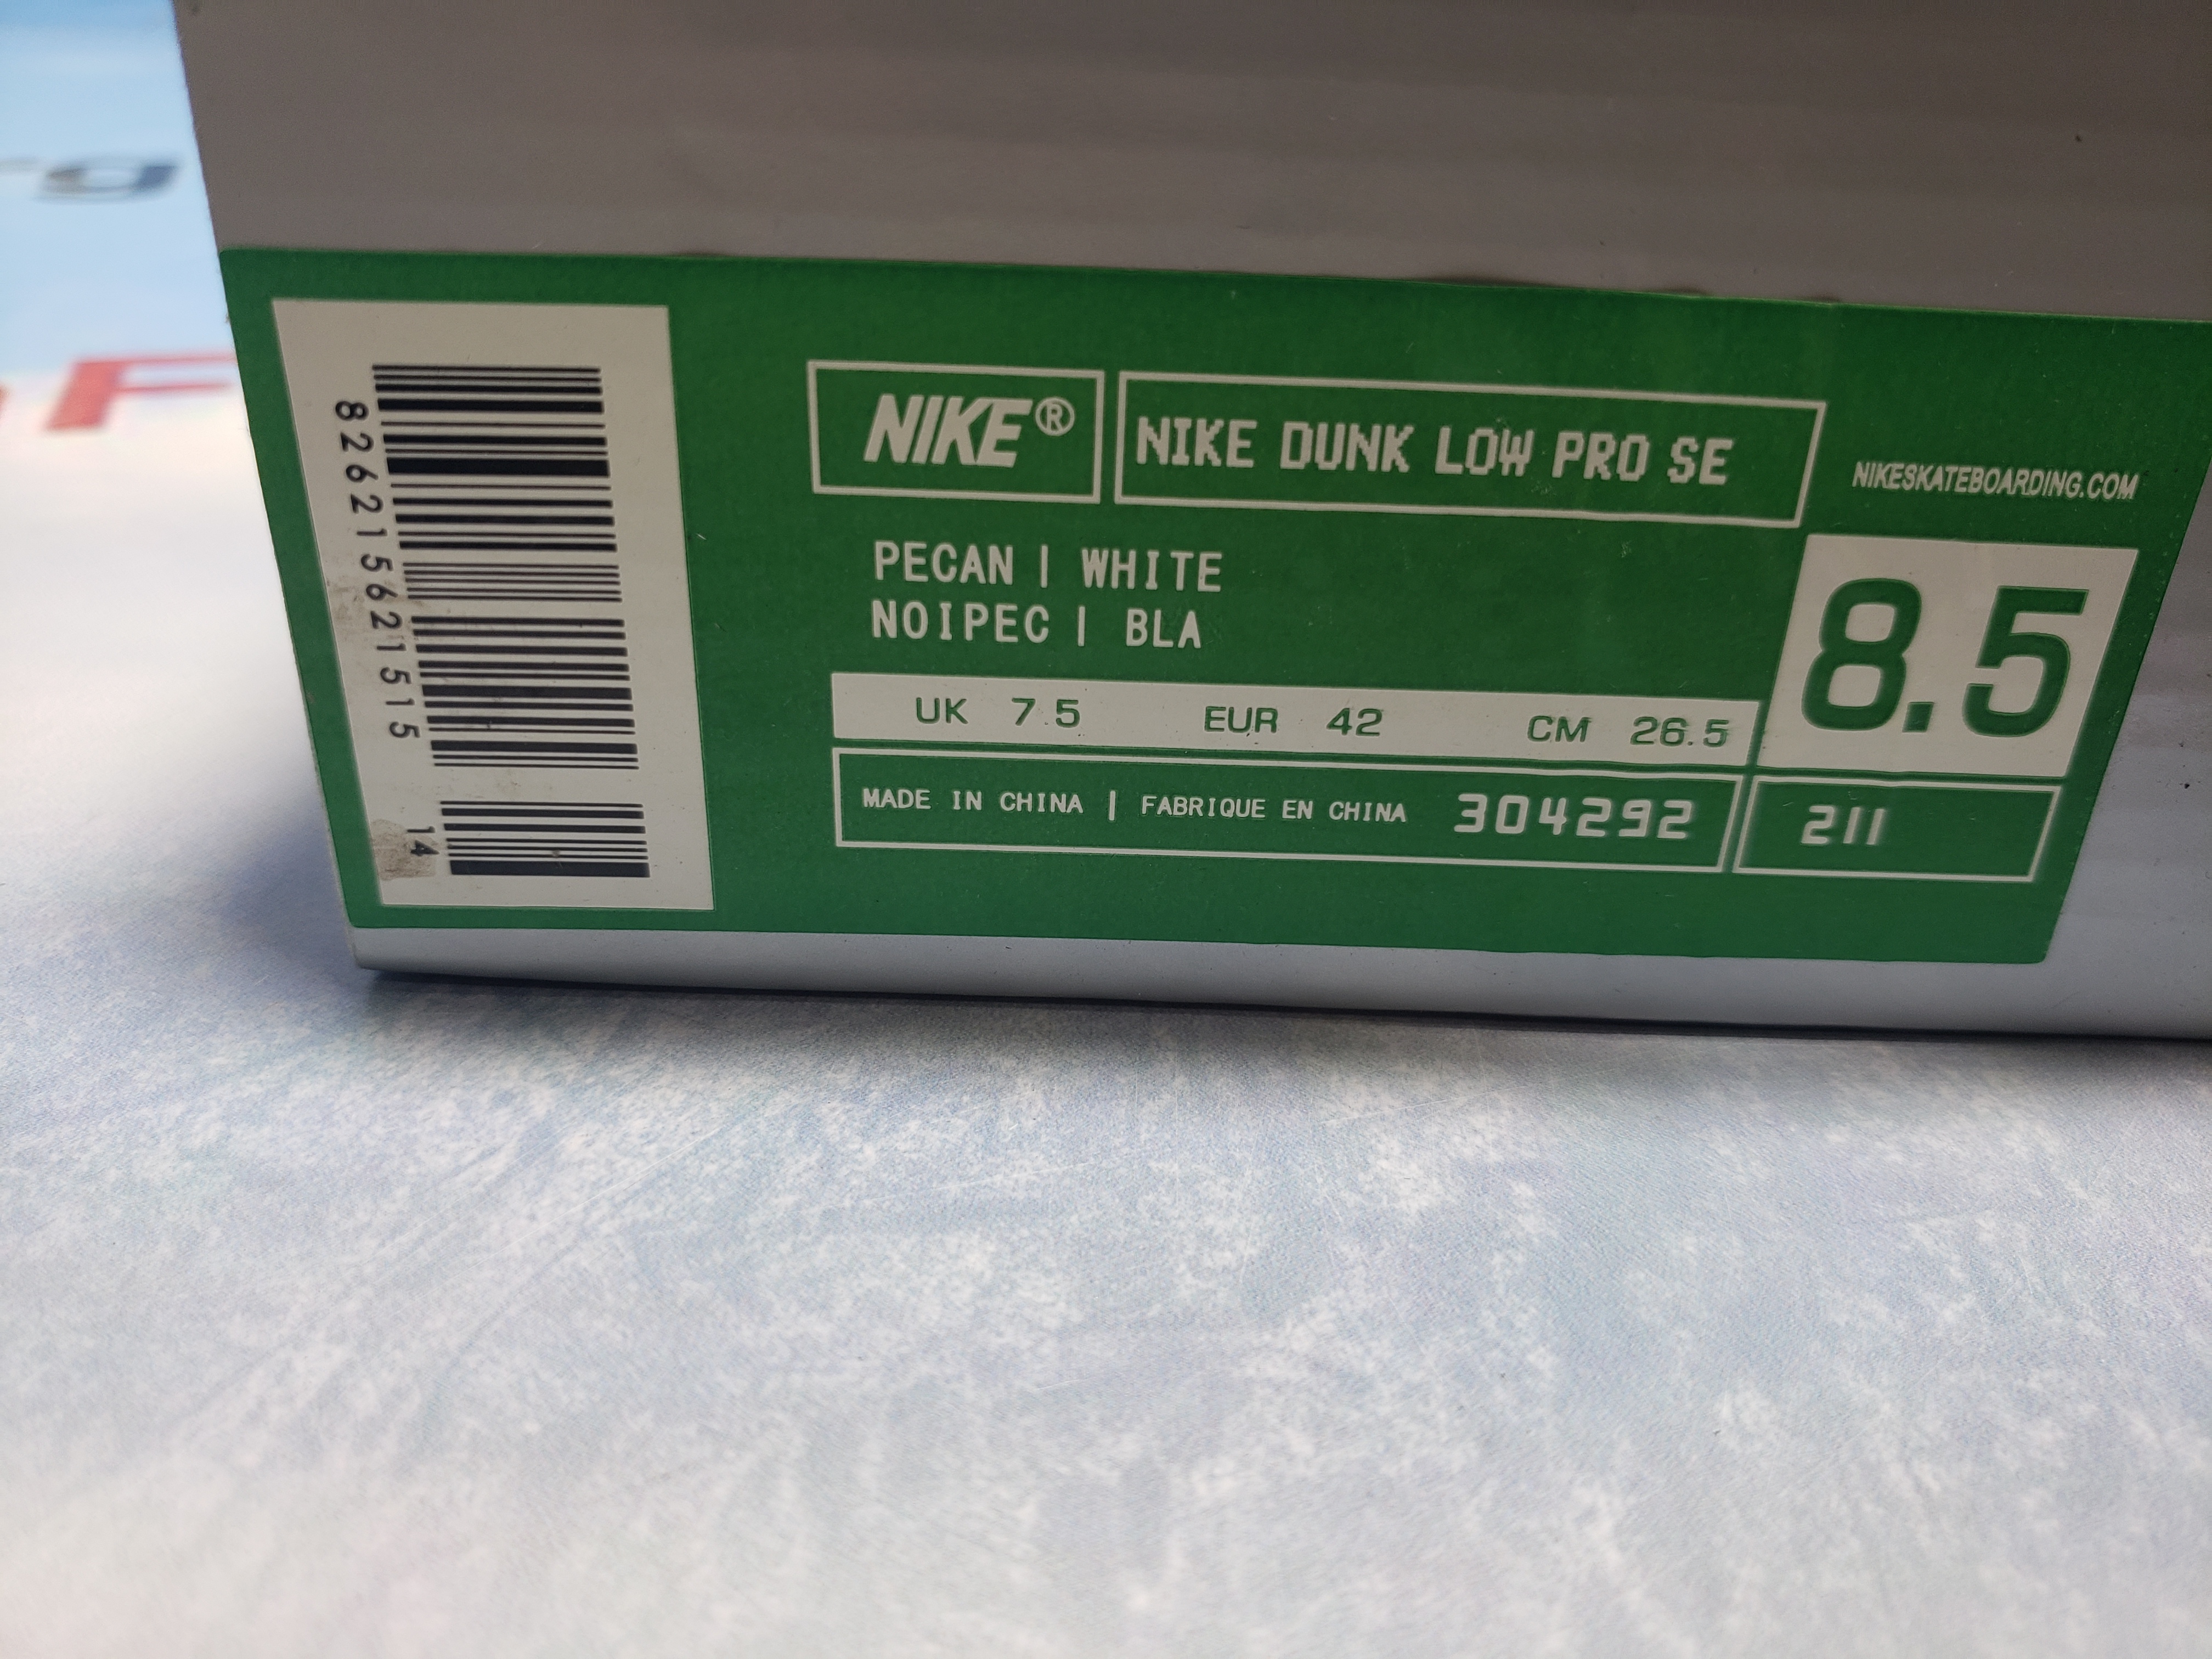 NIKE®
NIKE DUNK LOW PRO SE
NIKESKATEBOARDING.COM
PECAN | WHITE
NOIPEC | BLA
8.5
UK 7.5 EUR 42 CM 26.5
MADE IN CHINA | FABRIQUE EN CHINA 304292
211
826215621515
14